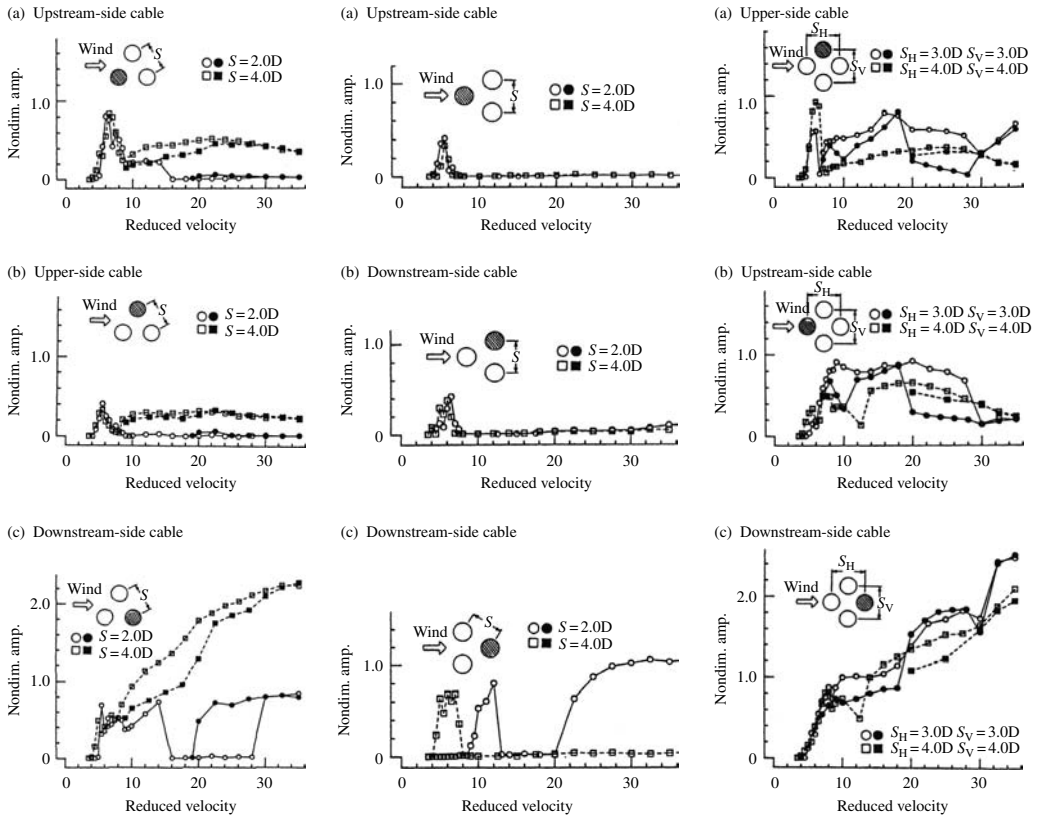 (a) Upstream-side cable
Nondim. amp.
1.0
0
Wind
S
S = 2.0D
S = 4.0D
0 10 20 30
Reduced velocity
(a) Upstream-side cable
Nondim. amp.
1.0
0
Wind
S
S = 2.0D
S = 4.0D
0 10 20 30
Reduced velocity
(a) Upper-side cable
Nondim. amp.
1.0
0
SH
Wind
SV
SH = 3.0D SV = 3.0D
SH = 4.0D SV = 4.0D
0 10 20 30
Reduced velocity
(b) Upper-side cable
Nondim. amp.
1.0
0
Wind
S
S = 2.0D
S = 4.0D
0 10 20 30
Reduced velocity
(b) Downstream-side cable
Nondim. amp.
1.0
0
Wind
S
S = 2.0D
S = 4.0D
0 10 20 30
Reduced velocity
(b) Upstream-side cable
Nondim. amp.
1.0
0
SH
Wind
SV
SH = 3.0D SV = 3.0D
SH = 4.0D SV = 4.0D
0 10 20 30
Reduced velocity
(c) Downstream-side cable
Nondim. amp.
2.0
1.0
0
Wind
S
S = 2.0D
S = 4.0D
0 10 20 30
Reduced velocity
(c) Downstream-side cable
Nondim. amp.
1.0
0
Wind
S
S = 2.0D
S = 4.0D
0 10 20 30
Reduced velocity
(c) Downstream-side cable
Nondim. amp.
2.0
1.0
0
SH
Wind
SV
SH = 3.0D SV = 3.0D
SH = 4.0D SV = 4.0D
0 10 20 30
Reduced velocity